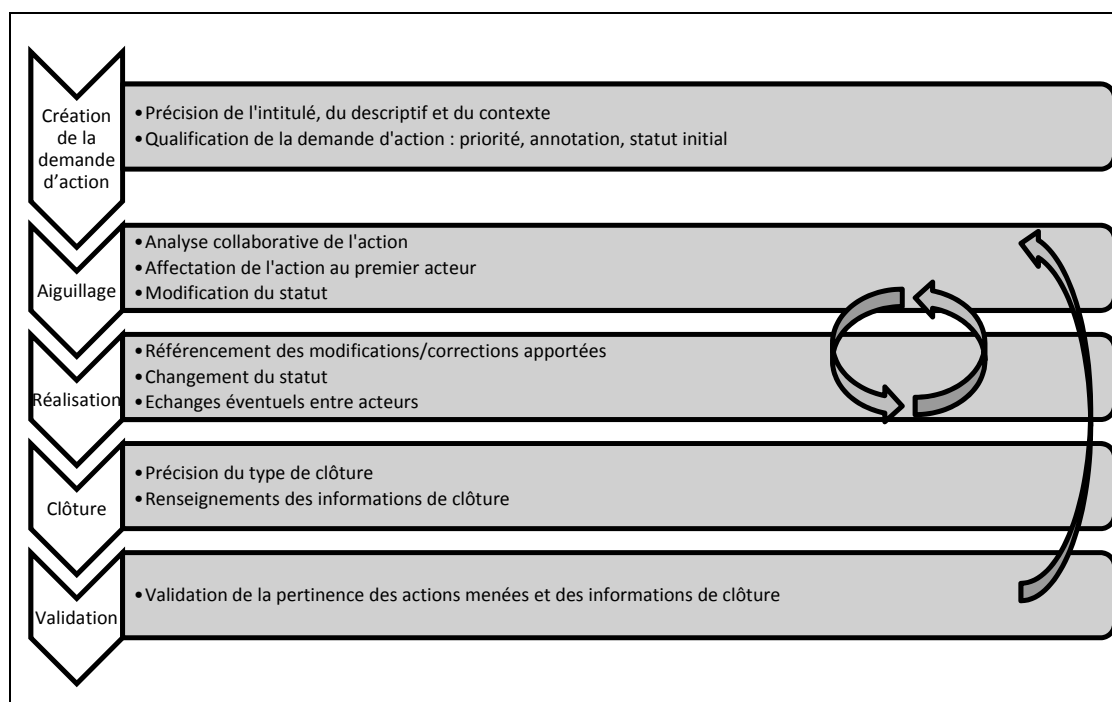 Création
de la
demande
d’action
•Précision de l'intitulé, du descriptif et du contexte
•Qualification de la demande d'action : priorité, annotation, statut initial
Aiguillage
•Analyse collaborative de l'action
•Affectation de l'action au premier acteur
•Modification du statut
Réalisation
•Référencement des modifications/corrections apportées
•Changement du statut
•Echanges éventuels entre acteurs
Clôture
•Précision du type de clôture
•Renseignements des informations de clôture
Validation
•Validation de la pertinence des actions menées et des informations de clôture